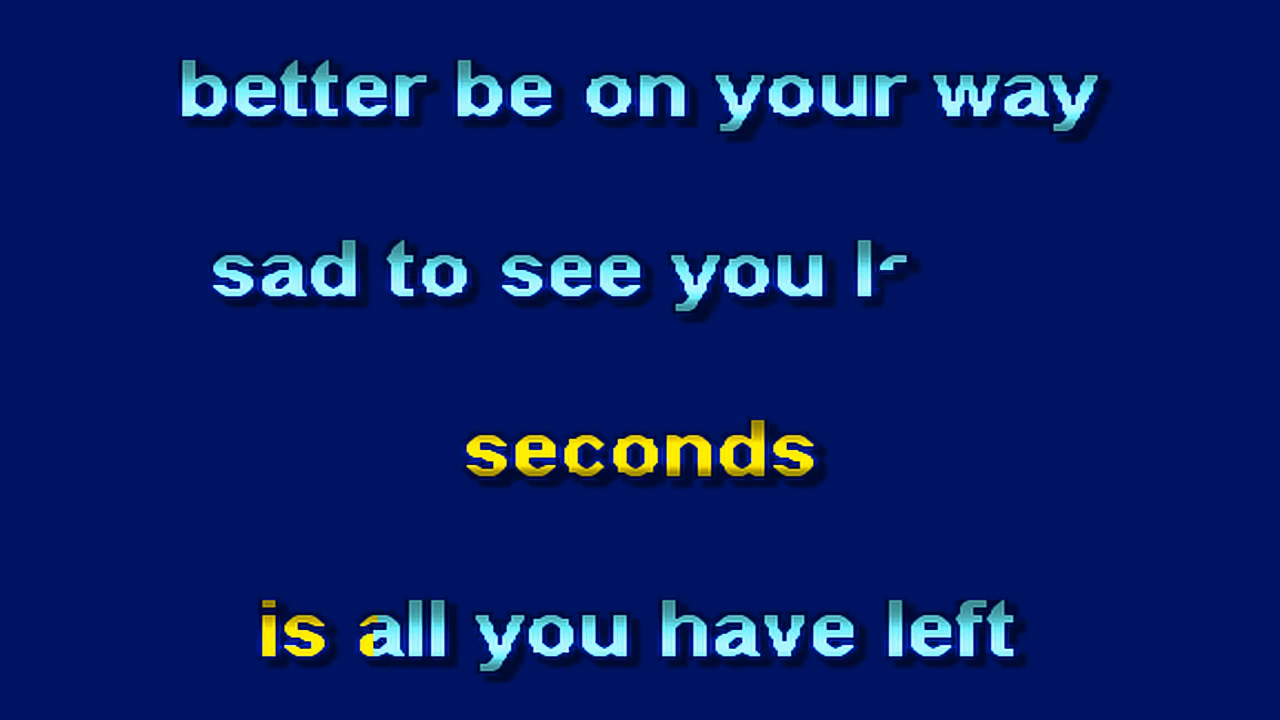 better be on your way
sad to see you
seconds
is all you have left